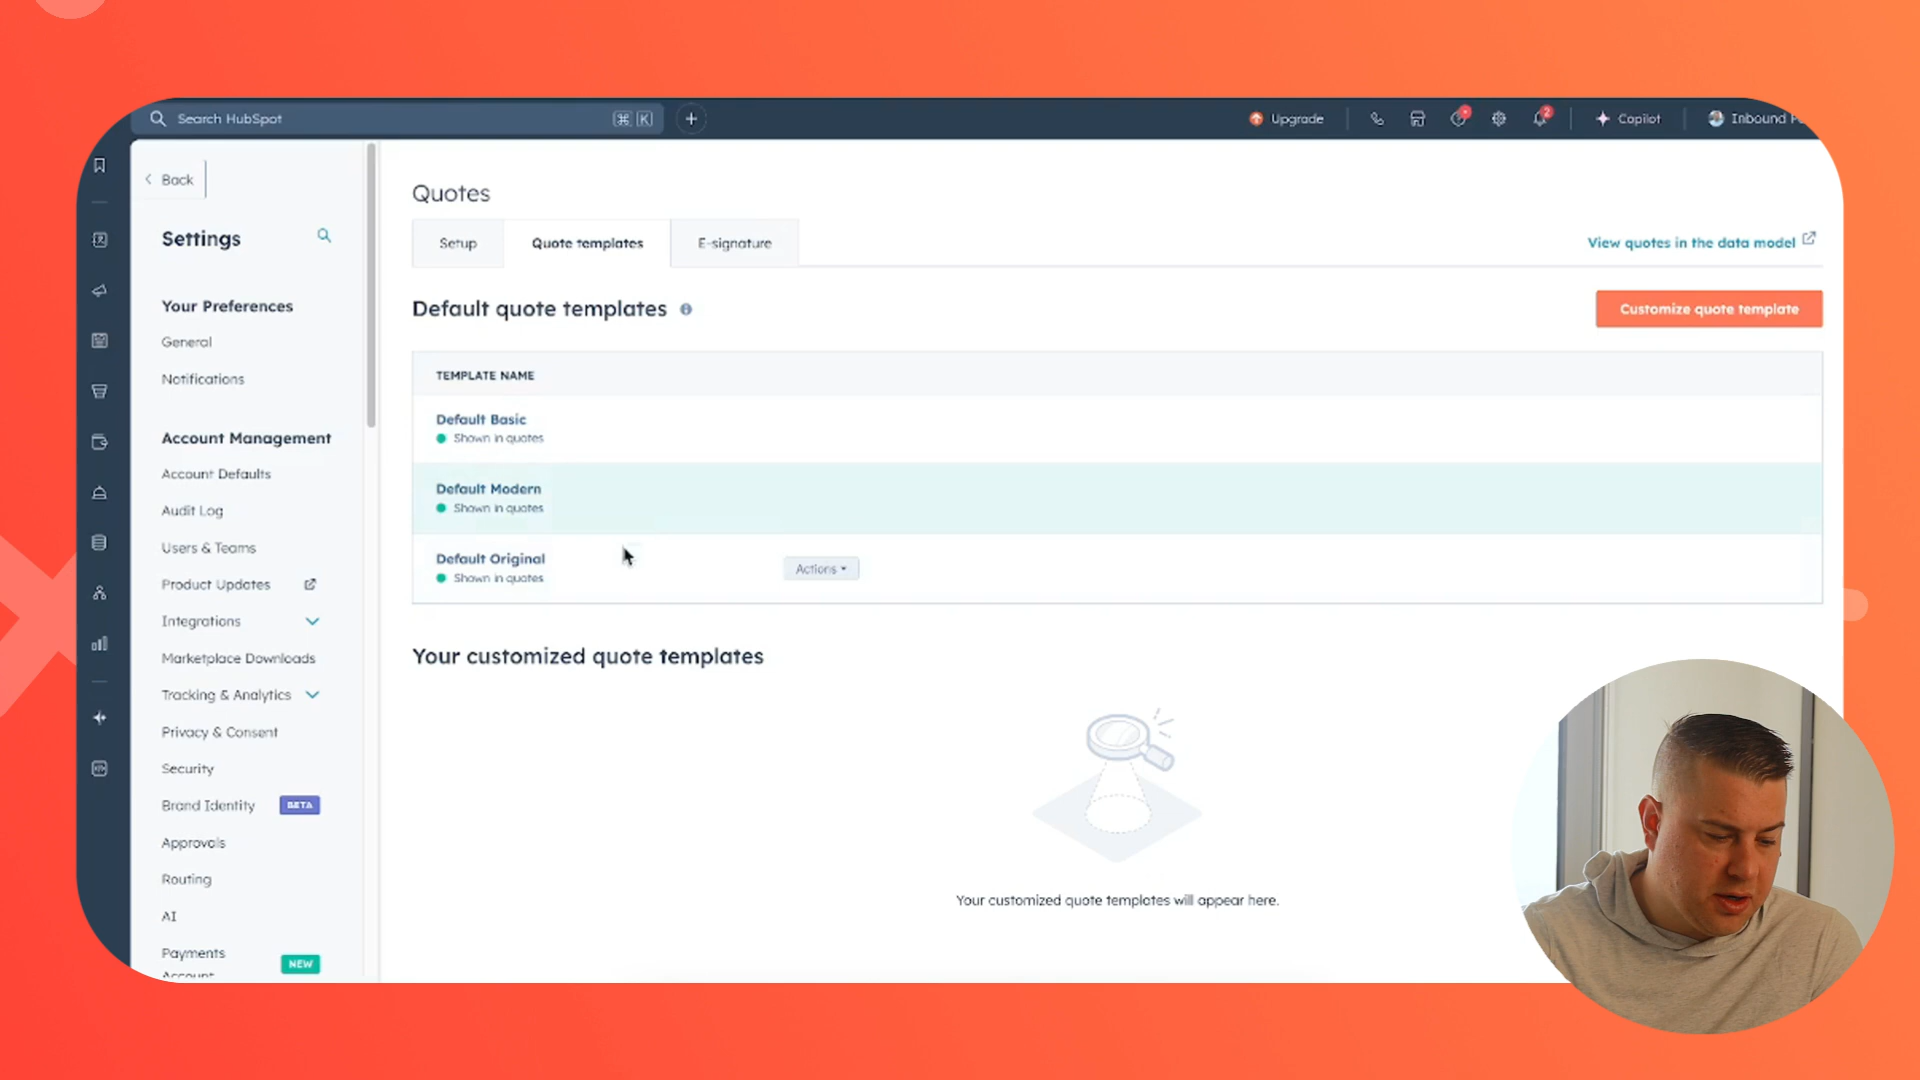 Search HubSpot
⌘ K
+
Upgrade
2
Copilot
Inbound
Back
Settings
Your Preferences
General
Notifications
Account Management
Account Defaults
Audit Log
Users & Teams
Product Updates
Integrations
Marketplace Downloads
Tracking & Analytics
Privacy & Consent
Security
Brand Identity BETA
Approvals
Routing
AI
Payments
Account
NEW
Quotes
Setup
Quote templates
E-signature
View quotes in the data model
Default quote templates
Customize quote template
TEMPLATE NAME
Default Basic
Shown in quotes
Default Modern
Shown in quotes
Default Original
Shown in quotes
Actions
Your customized quote templates
Your customized quote templates will appear here.